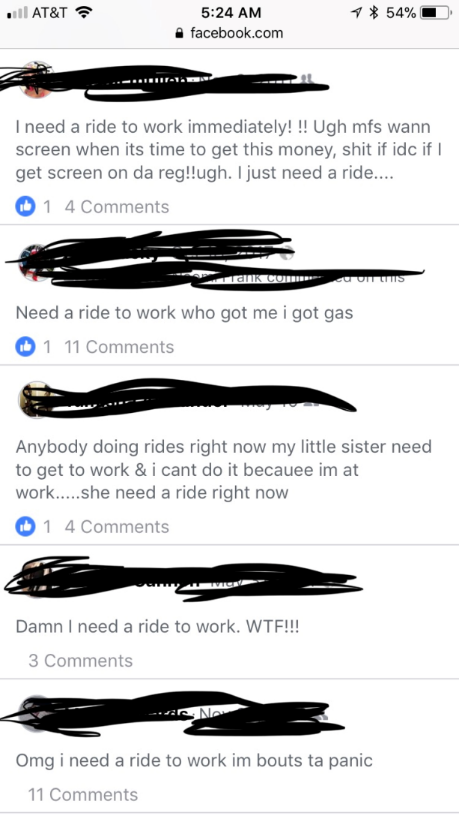 AT&T 5:24 AM 54%
facebook.com
I need a ride to work immediately! !! Ugh mfs wann
screen when its time to get this money, shit if idc if I
get screen on da reg!!ugh. I just need a ride....
1 4 Comments
on this
Need a ride to work who got me i got gas
1 11 Comments
Anybody doing rides right now my little sister need
to get to work & i cant do it becauee im at
work.....she need a ride right now
1 4 Comments
Damn I need a ride to work. WTF!!!
3 Comments
Omg i need a ride to work im bouts ta panic
11 Comments